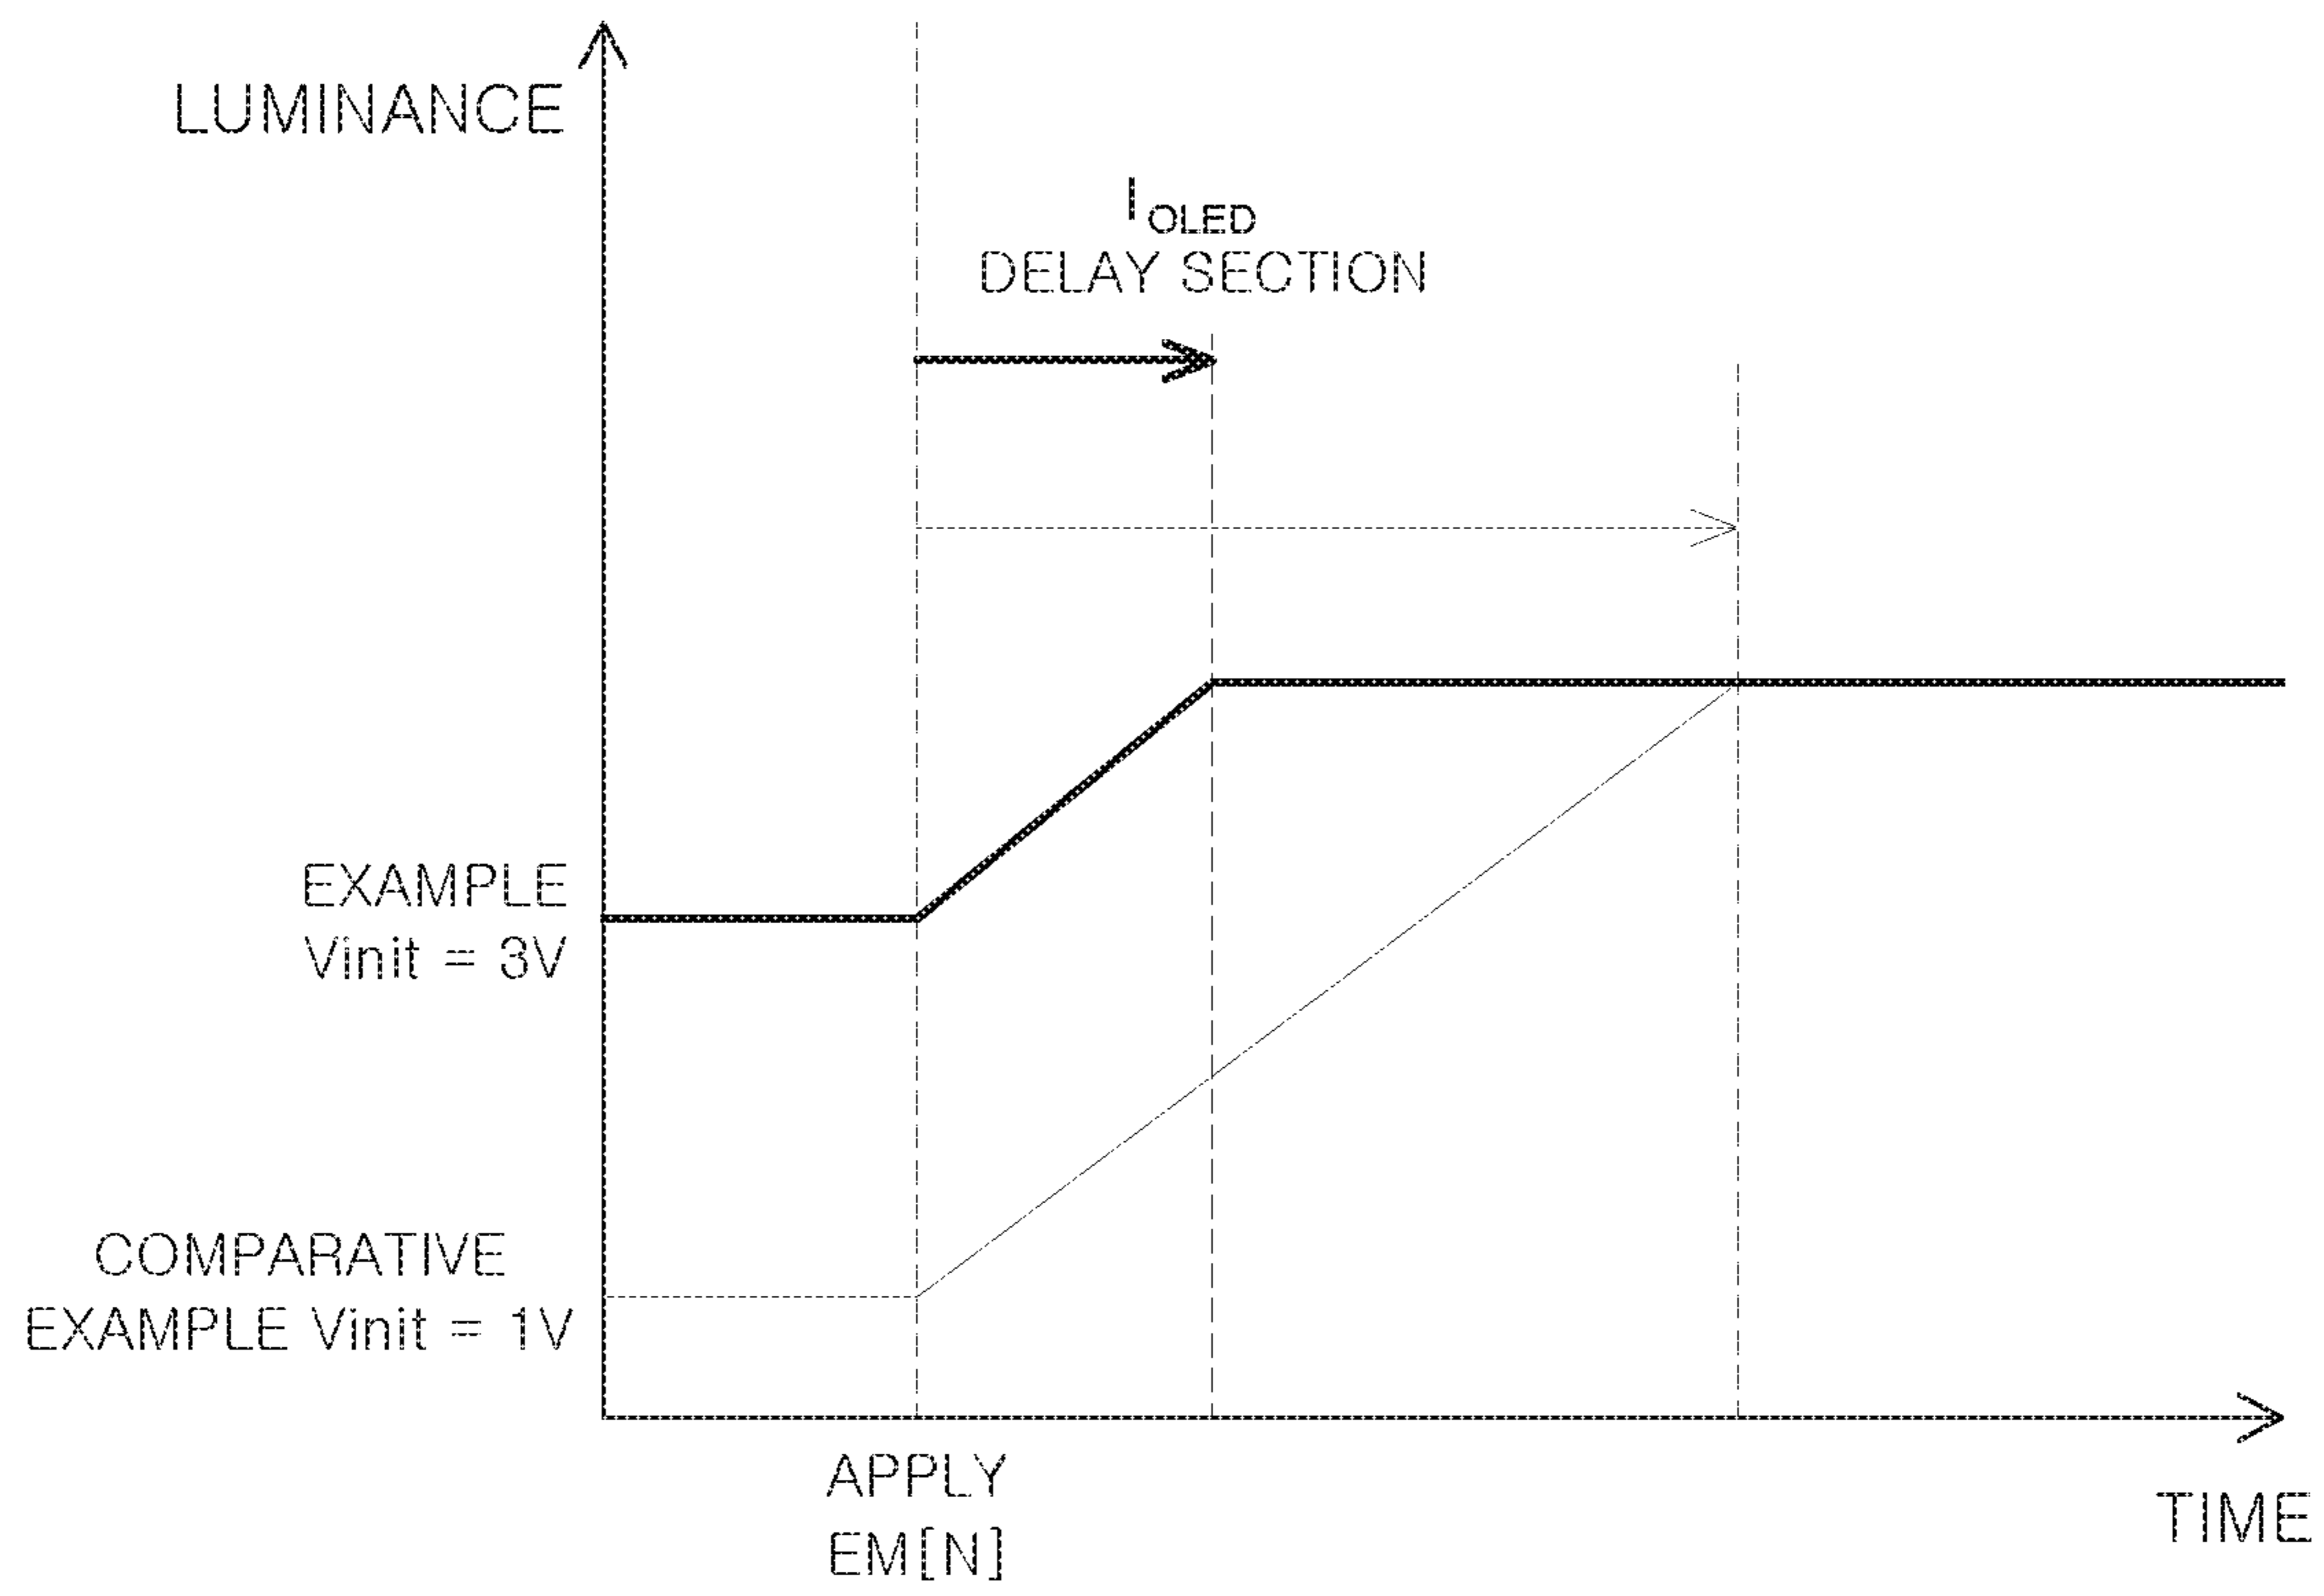 LUMINANCE
I OLED
DELAY SECTION
EXAMPLE
Vinit = 3V
COMPARATIVE
EXAMPLE Vinit = 1V
APPLY
EM[N]
TIME